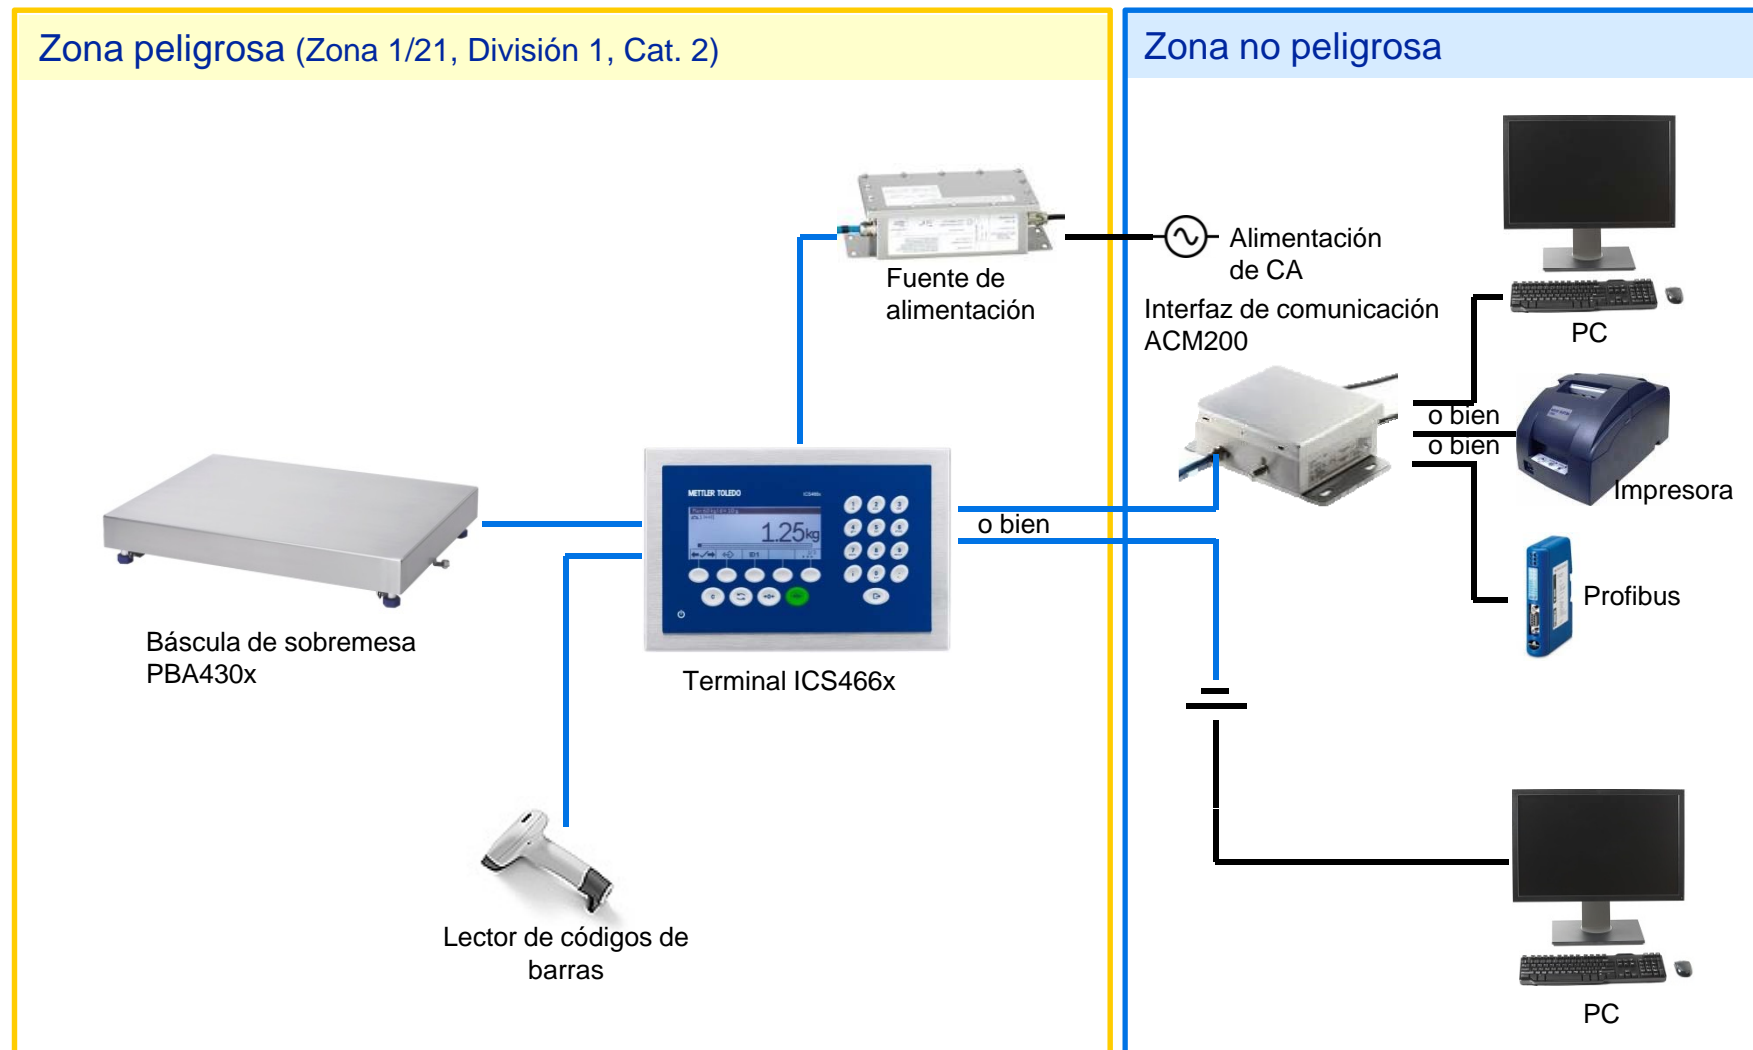 Zona peligrosa (Zona 1/21, División 1, Cat. 2)
Zona no peligrosa
Fuente de
alimentación
Alimentación
de CA
Interfaz de comunicación
ACM200
PC
o bien
o bien
Impresora
METTLER TOLEDO
ICS466x
1.25kg
o bien
Profibus
Báscula de sobremesa
PBA430x
Terminal ICS466x
Lector de códigos de
barras
PC